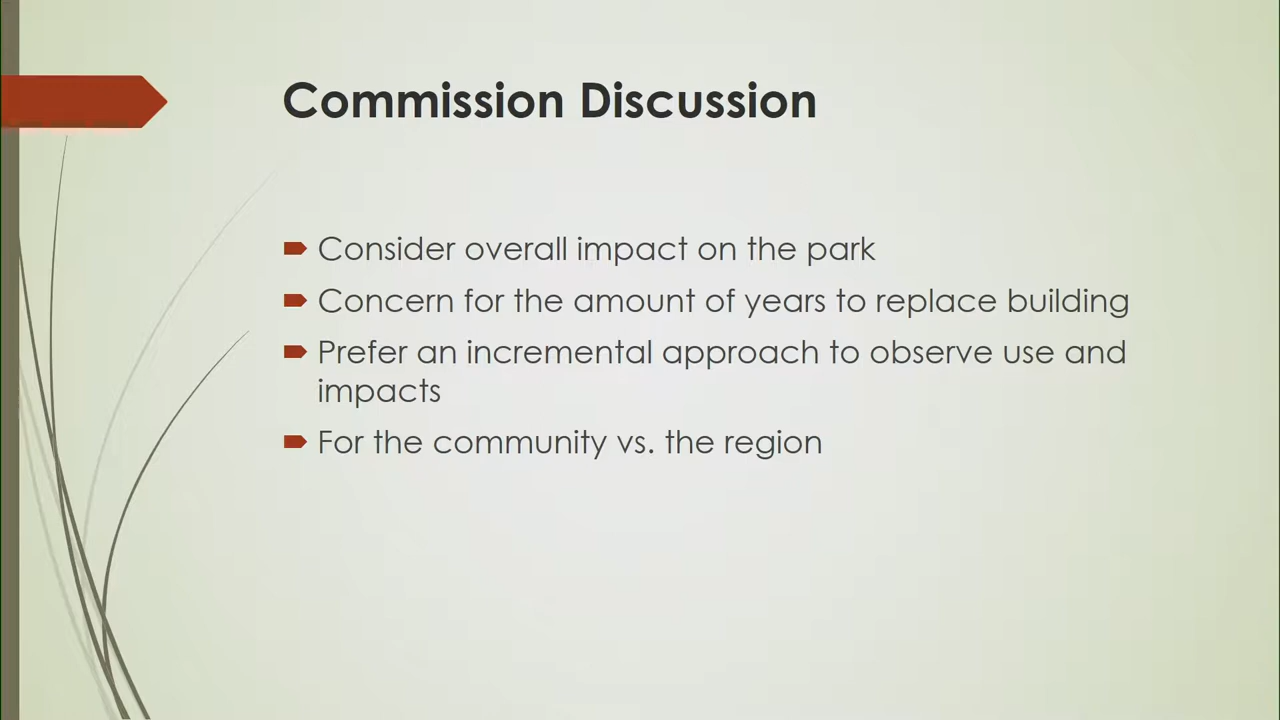 Commission Discussion
Consider overall impact on the park
Concern for the amount of years to replace building
Prefer an incremental approach to observe use and
impacts
For the community vs. the region